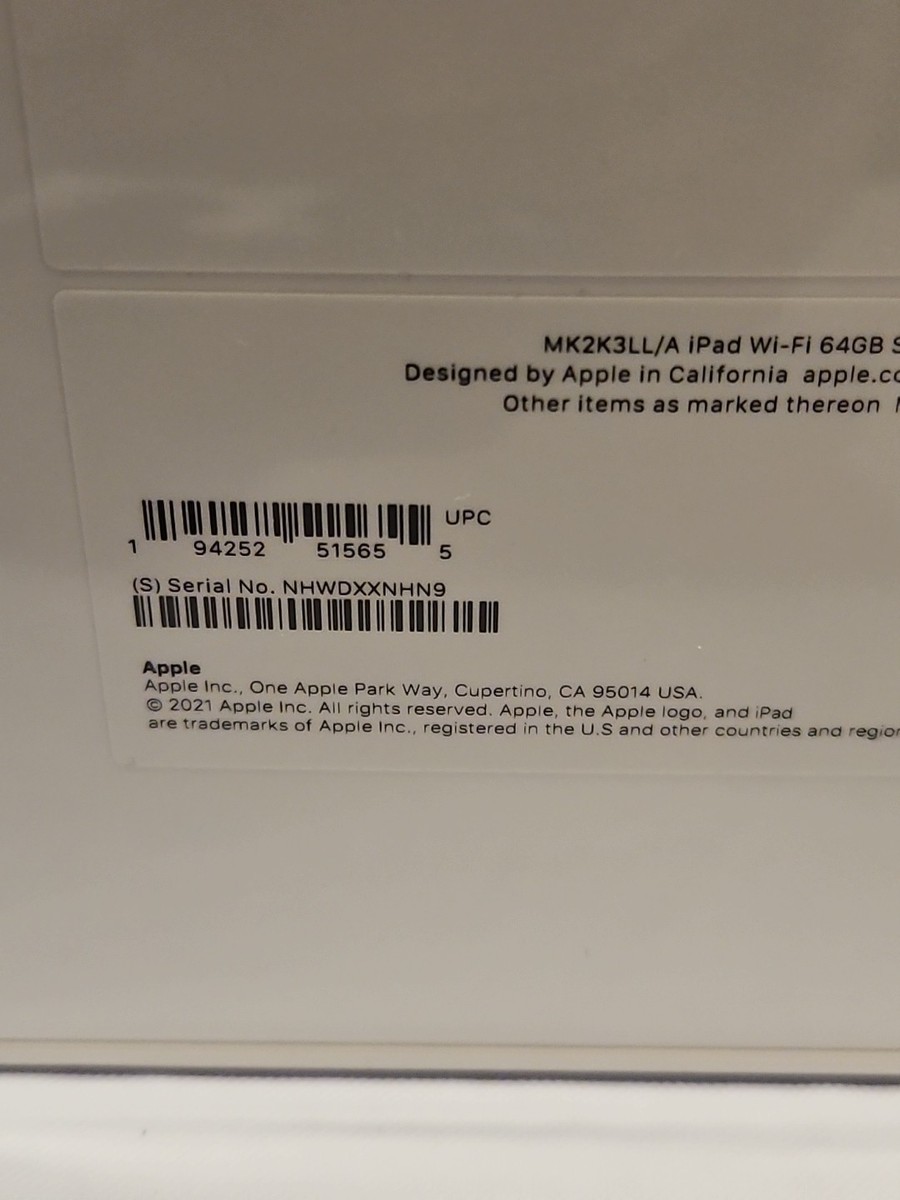 MK2K3LL/A iPad Wi-Fi 64GB S
Designed by Apple in California apple.co
Other items as marked thereon
UPC
1 94252 51565 5
(S) Serial No. NHWDXXNHN9
Apple
Apple Inc., One Apple Park Way, Cupertino, CA 95014 USA.
© 2021 Apple Inc. All rights reserved. Apple, the Apple logo, and iPad
are trademarks of Apple Inc., registered in the U.S and other countries and region